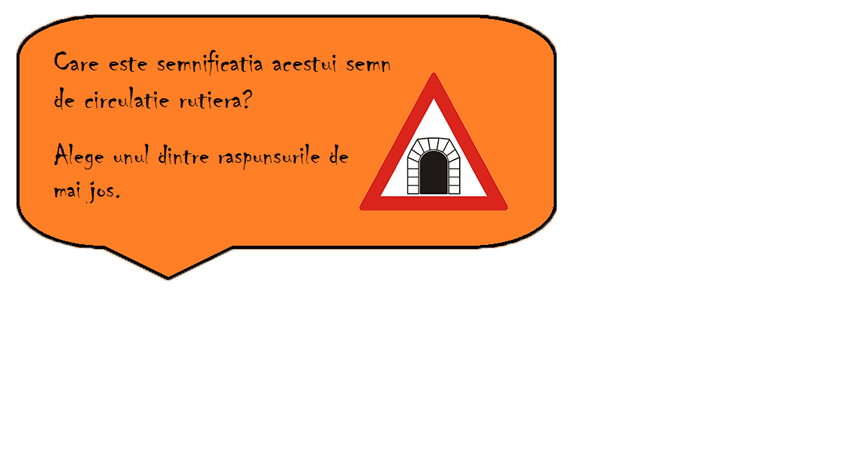 Care este semnificatia acestui semn
de circulatie rutiera?
Alege unul dintre raspunsurile de
mai jos.